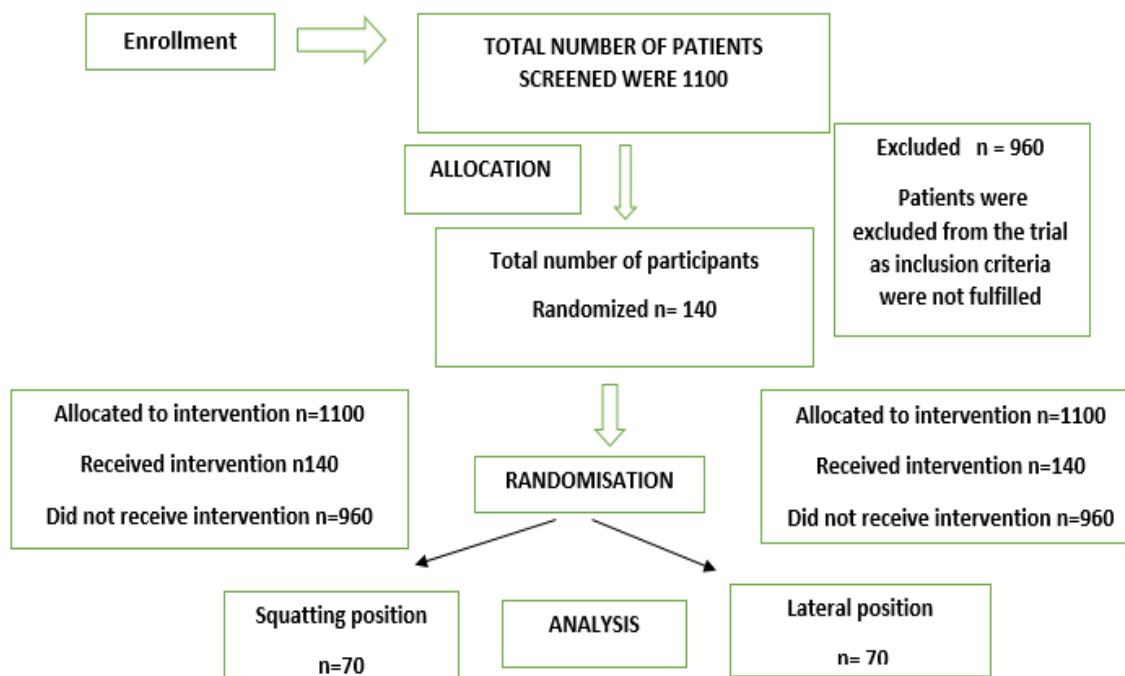 Enrollment
TOTAL NUMBER OF PATIENTS
SCREENED WERE 1100
ALLOCATION
Excluded n = 960
Patients were
excluded from the trial
as inclusion criteria
were not fulfilled
Total number of participants
Randomized n= 140
Allocated to intervention n=1100
Received intervention n140
Did not receive intervention n=960
Allocated to intervention n=1100
Received intervention n=140
Did not receive intervention n=960
RANDOMISATION
Squatting position
n=70
ANALYSIS
Lateral position
n= 70